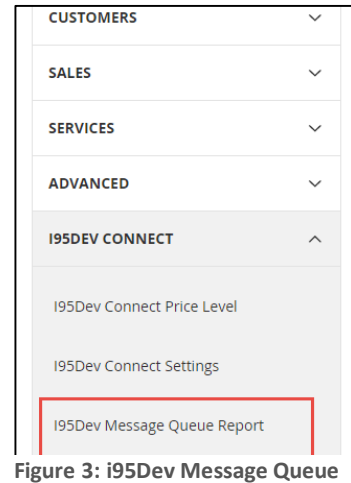 CUSTOMERS
SALES
SERVICES
ADVANCED
I95DEV CONNECT
I95Dev Connect Price Level
I95Dev Connect Settings
I95Dev Message Queue Report
Figure 3: i95Dev Message Queue